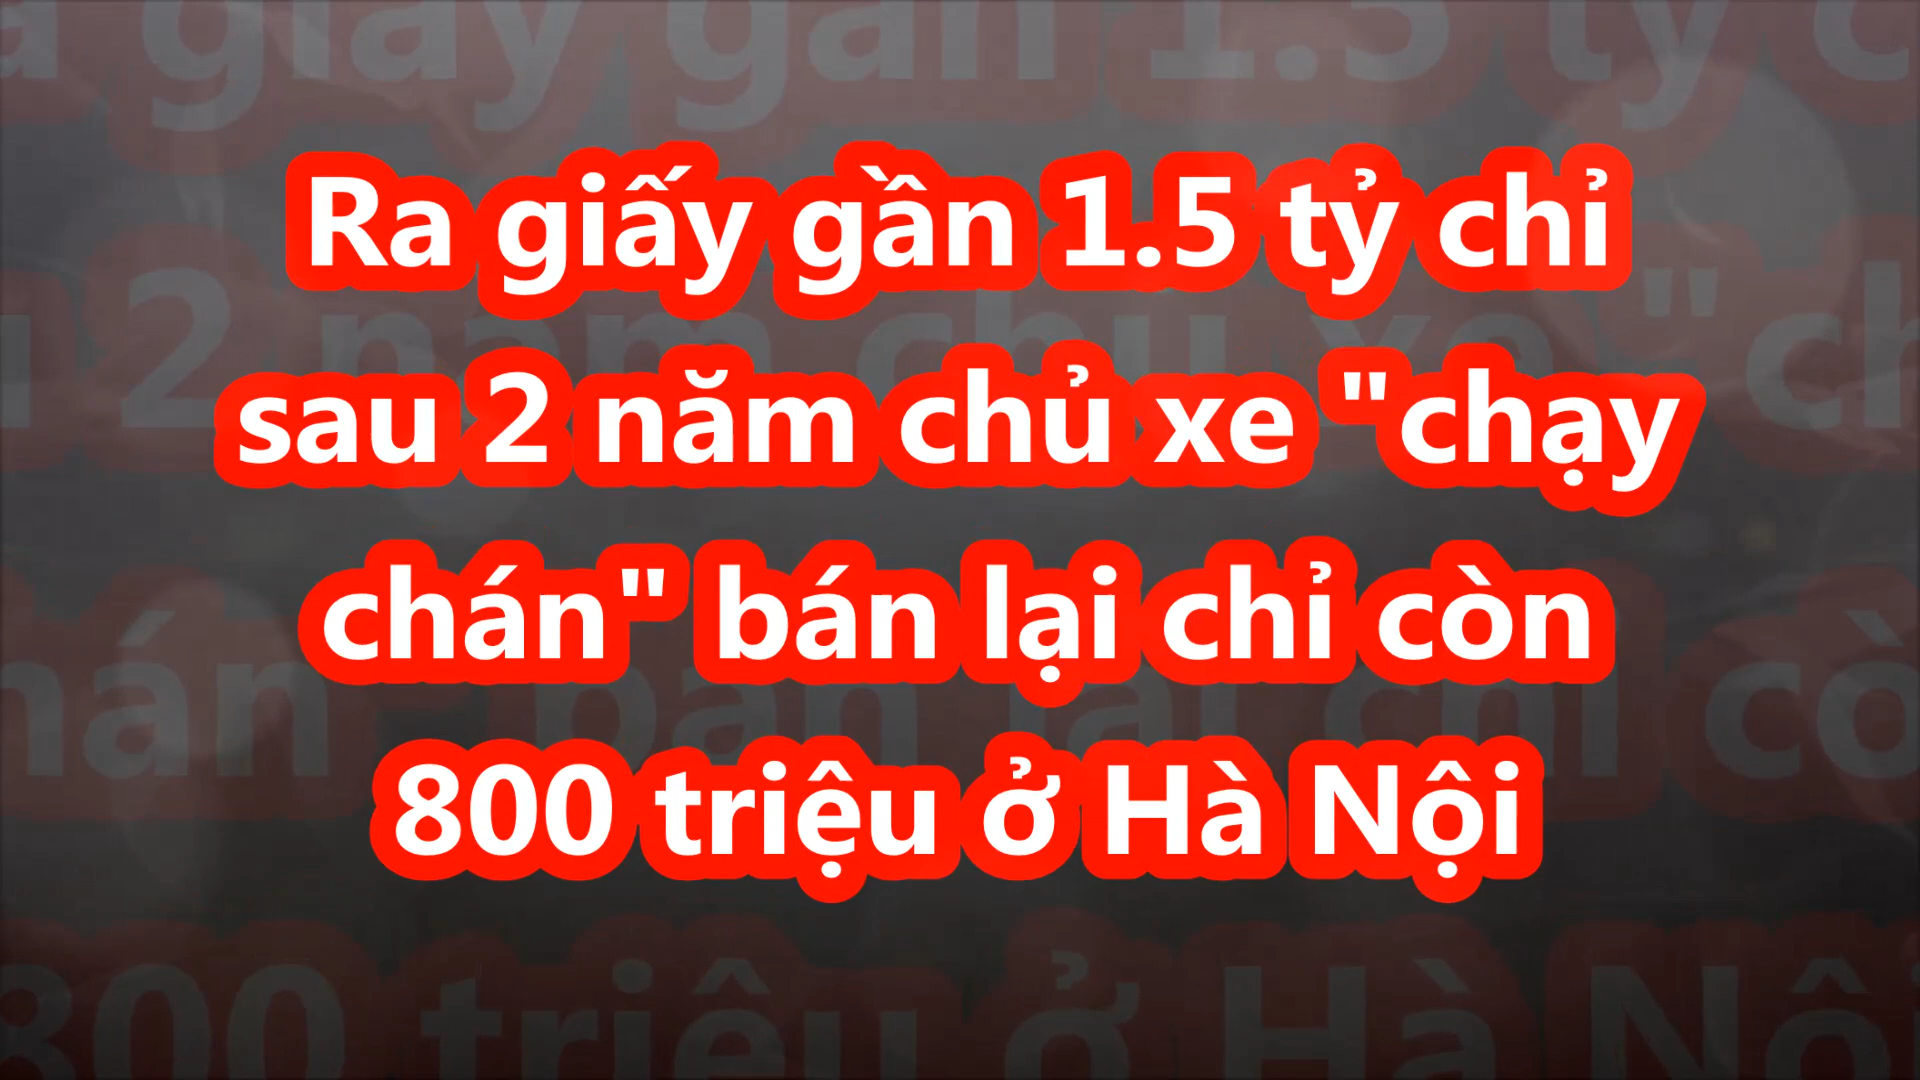 Ra giấy gần 1.5 tỷ chỉ
sau 2 năm chủ xe "chạy
chán" bán lại chỉ còn
800 triệu ở Hà Nội